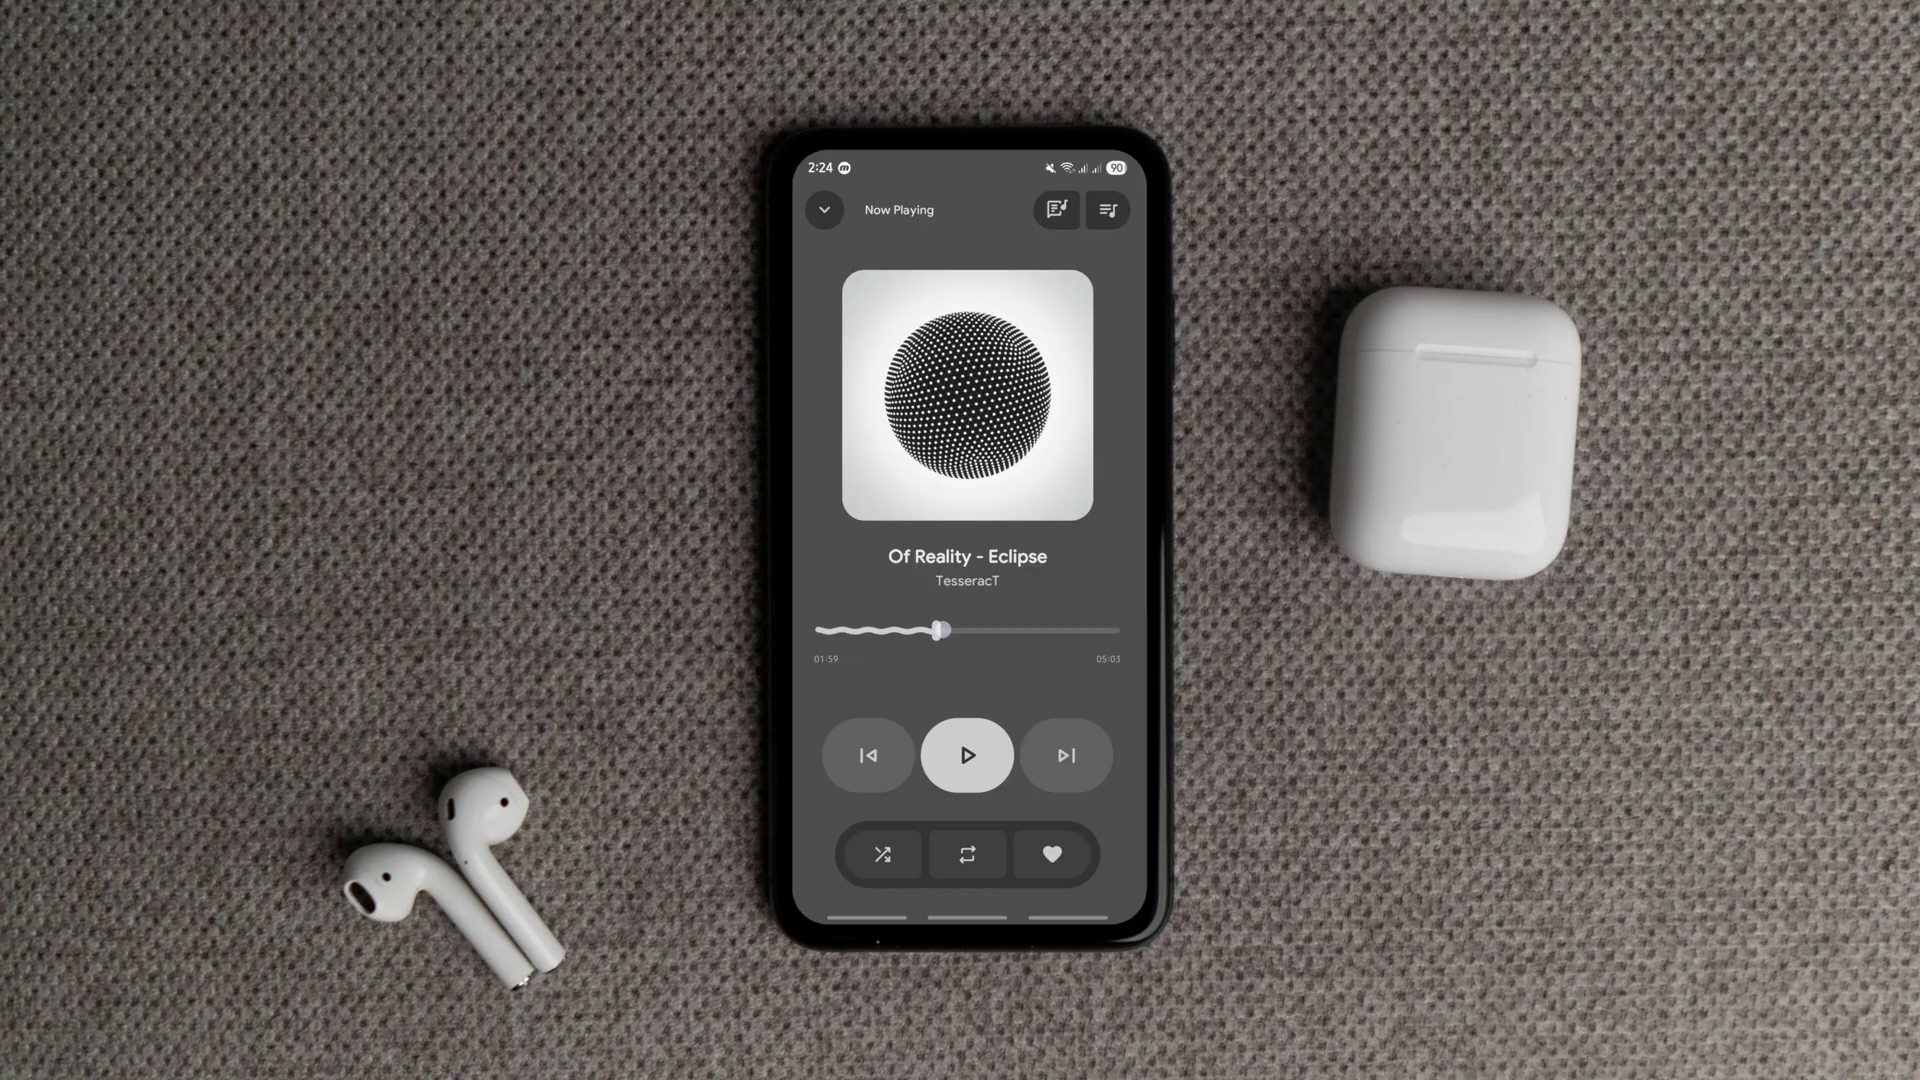 2:24
90
Now Playing
Of Reality - Eclipse
TesseracT
01:59
05:03